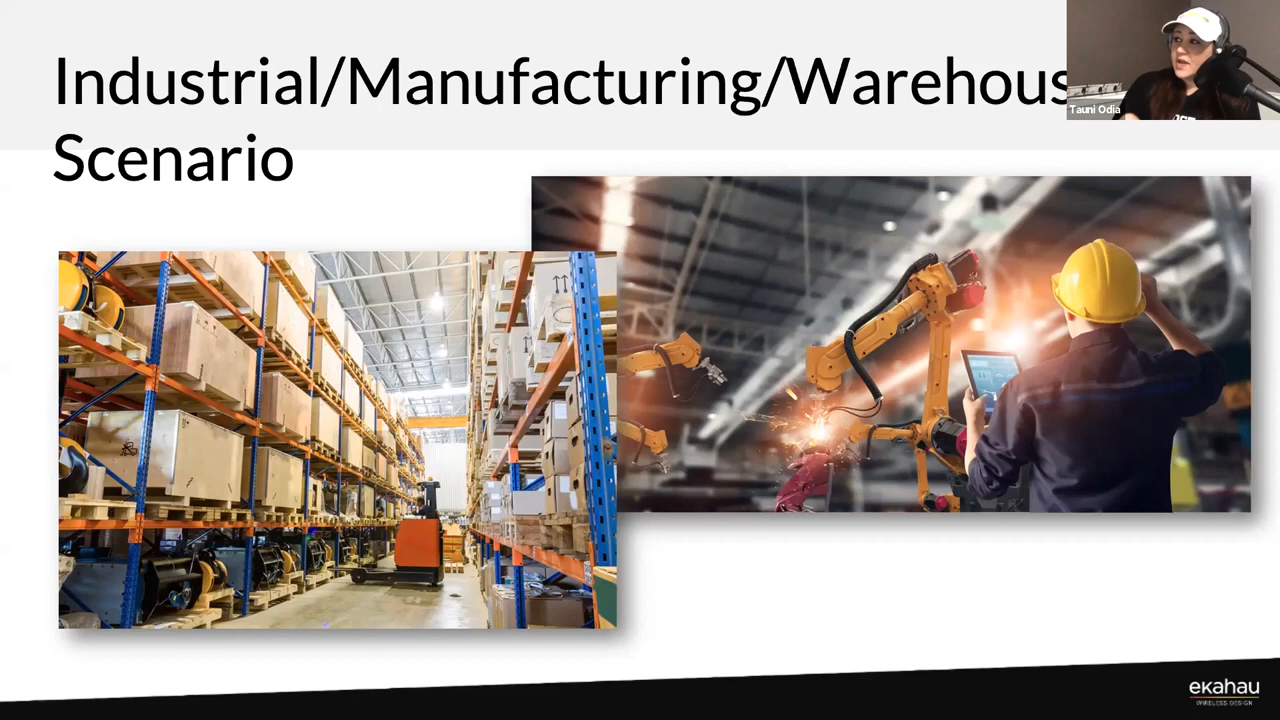 Industrial/Manufacturing/Warehous
Scenario
Tauni Odia
ekahau
WIRELESS DESIGN